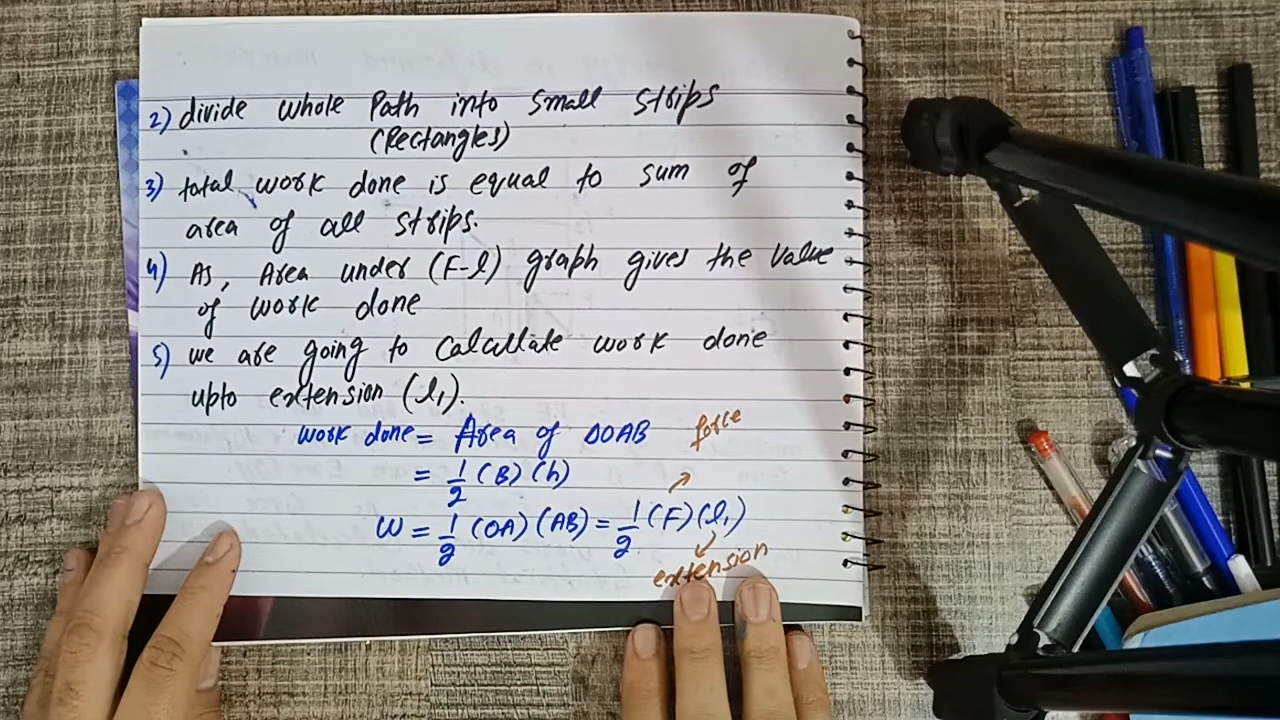 2) divide whole Path into small strips
(Rectangles)
3) total work done is equal to sum of
area of all strips.
4) As, Area under (F-l) graph gives the value
of work done
5) we are going to calculate work done
upto extension (l₁).
work done = Area of ΔOAB
force
= 1/2 (B) (h)
W = 1/2 (OA) (AB) = 1/2 (F) (l₁)
extension